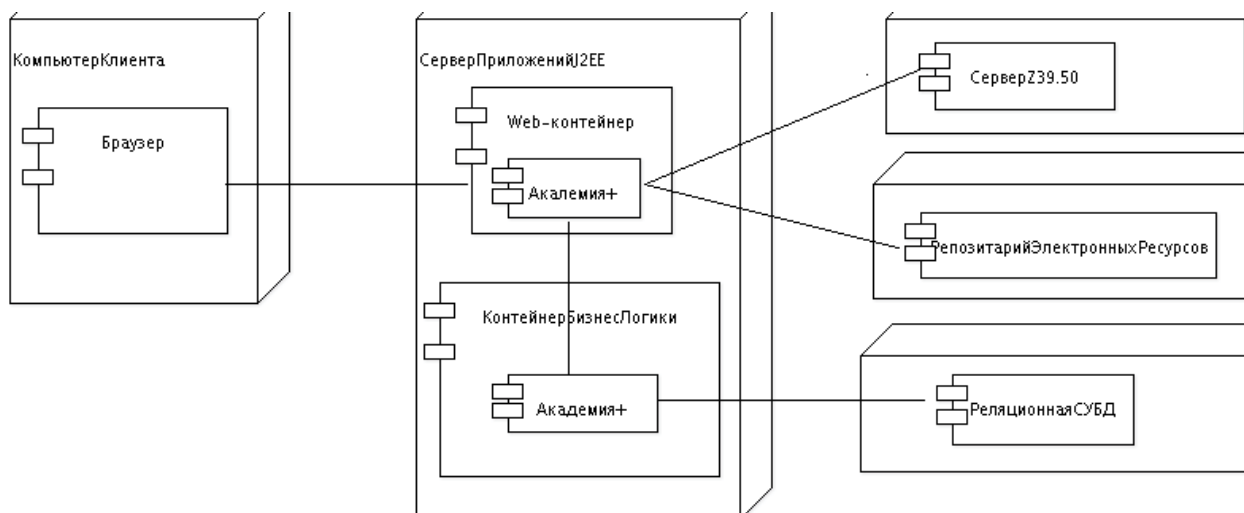 КомпьютерКлиента
Браузер
СерверПриложенийJ2EE
Web-контейнер
Акалемия+
КонтейнерБизнесЛогики
Академия+
СерверZ39.50
РепозитарийЭлектронныхРесурсов
РеляционнаяСУБД